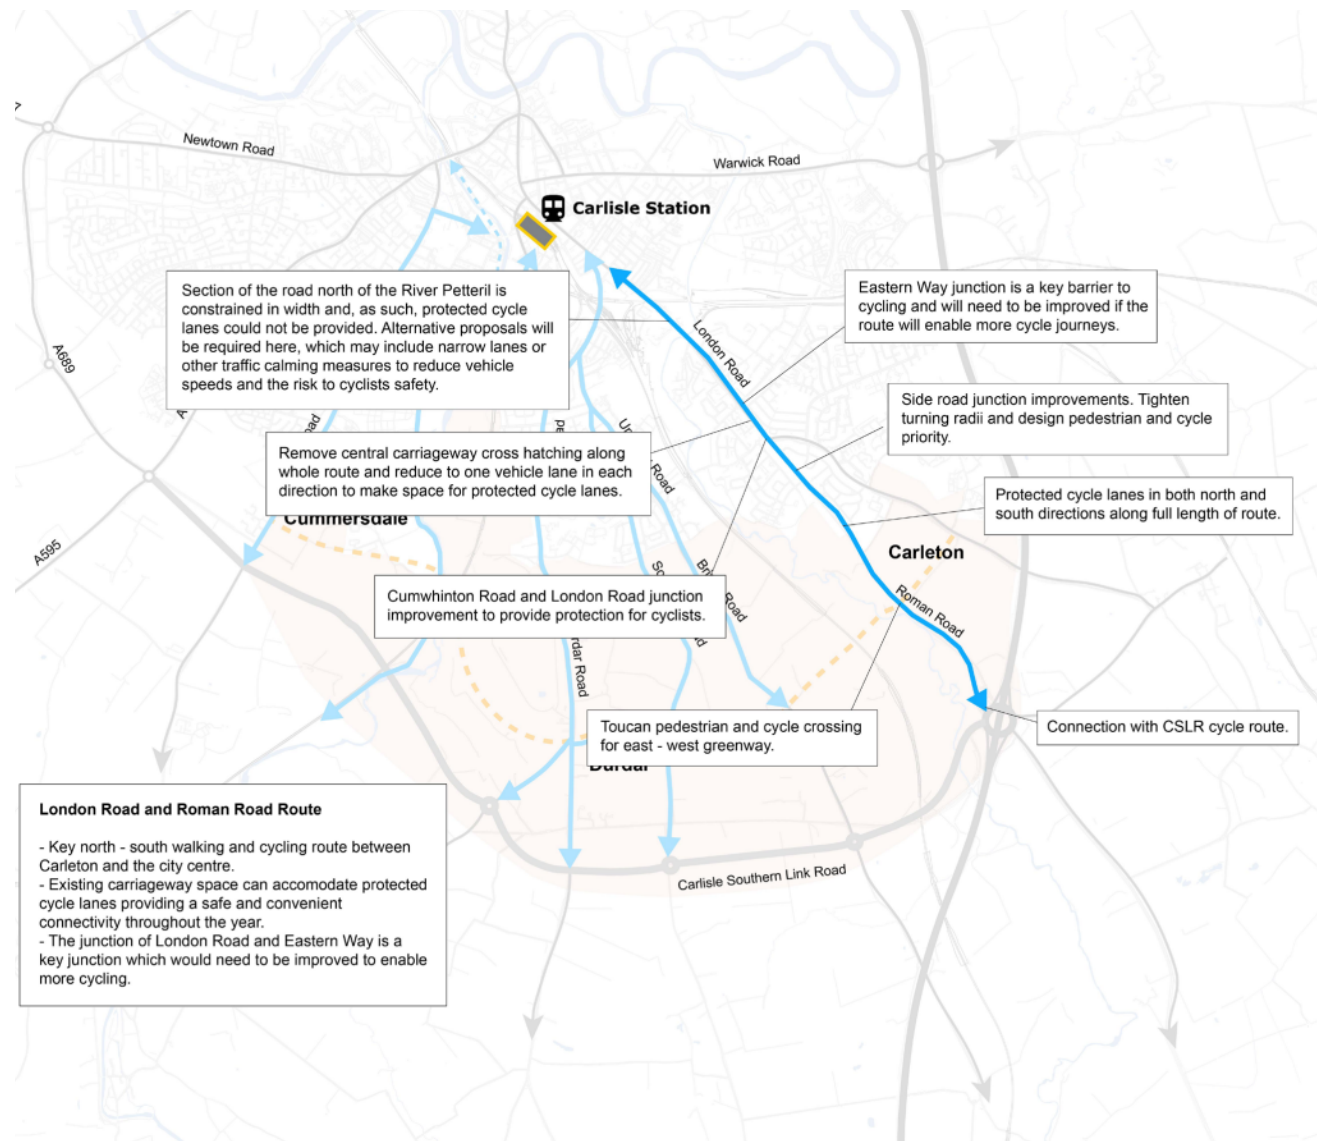 Newtown Road
Warwick Road
Carlisle Station
Section of the road north of the River Petteril is
constrained in width and, as such, protected cycle
lanes could not be provided. Alternative proposals will
be required here, which may include narrow lanes or
other traffic calming measures to reduce vehicle
speeds and the risk to cyclists safety.
Eastern Way junction is a key barrier to
cycling and will need to be improved if the
route will enable more cycle journeys.
London Road
A689
Side road junction improvements. Tighten
turning radii and design pedestrian and cycle
priority.
Remove central carriageway cross hatching along
whole route and reduce to one vehicle lane in each
direction to make space for protected cycle lanes.
Protected cycle lanes in both north and
south directions along full length of route.
Cummersdale
A595
Carleton
Cumwhinton Road and London Road junction
improvement to provide protection for cyclists.
Roman Road
Toucan pedestrian and cycle crossing
for east - west greenway.
Connection with CSLR cycle route.
Durdar
London Road and Roman Road Route
- Key north - south walking and cycling route between
Carleton and the city centre.
- Existing carriageway space can accomodate protected
cycle lanes providing a safe and convenient
connectivity throughout the year.
- The junction of London Road and Eastern Way is a
key junction which would need to be improved to enable
more cycling.
Carlisle Southern Link Road